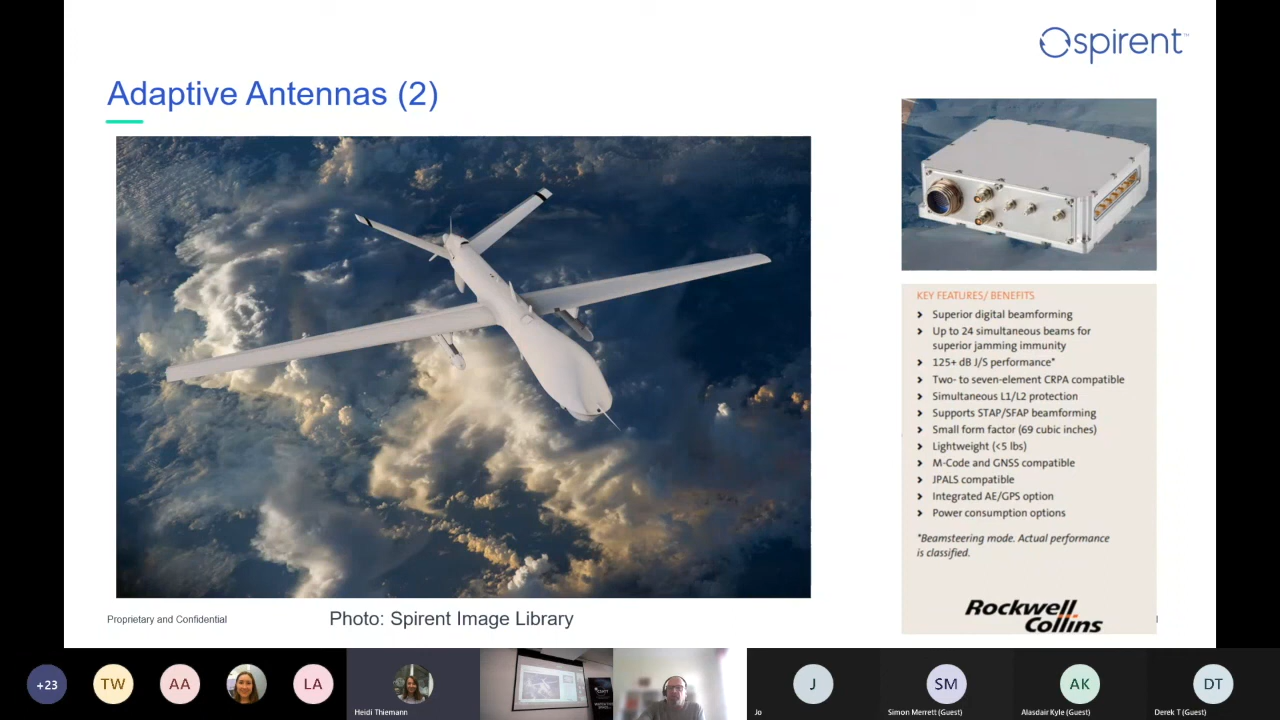 spirent™
Adaptive Antennas (2)
KEY FEATURES/ BENEFITS
Superior digital beamforming
Up to 24 simultaneous beams for
superior jamming immunity
125+ dB J/S performance*
Two- to seven-element CRPA compatible
Simultaneous L1/L2 protection
Supports STAP/SFAP beamforming
Small form factor (69 cubic inches)
Lightweight (<5 lbs)
M-Code and GNSS compatible
JPALS compatible
Integrated AE/GPS option
Power consumption options
*Beamsteering mode. Actual performance
is classified.
Rockwell
Collins
Proprietary and Confidential
Photo: Spirent Image Library
+23
TW
AA
LA
Heidi Thiemann
J
Jo
SM
Simon Merrett (Guest)
AK
Alasdair Kyle (Guest)
DT
Derek T (Guest)